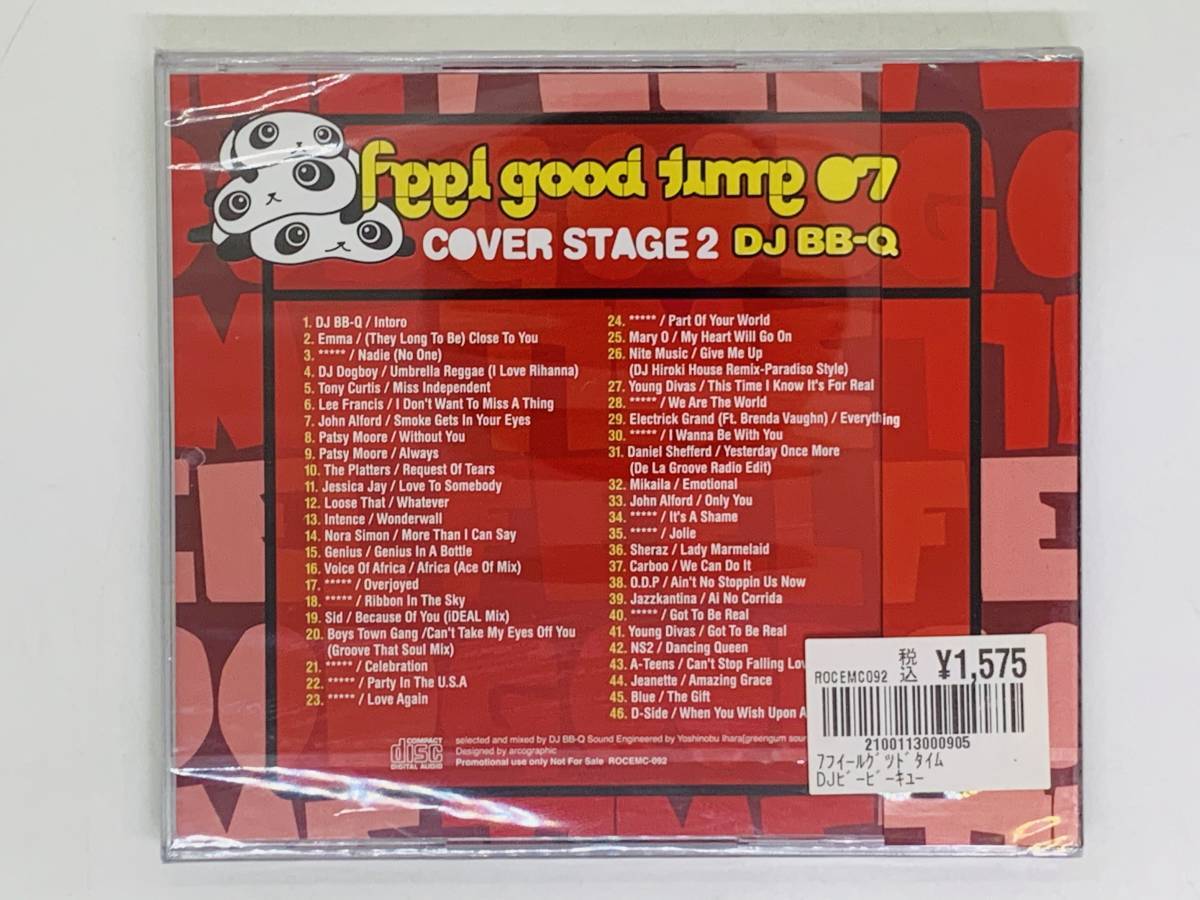 feel good time 07
COVER STAGE 2 DJ BB-Q
1. DJ BB-Q / Intoro
2. Emma / (They Long To Be) Close To You
3. ***** / Nadie (No One)
4. DJ Dogboy / Umbrella Reggae (I Love Rihanna)
5. Tony Curtis / Miss Independent
6. Lee Francis / I Don't Want To Miss A Thing
7. John Alford / Smoke Gets In Your Eyes
8. Patsy Moore / Without You
9. Patsy Moore / Always
10. The Platters / Request Of Tears
11. Jessica Jay / Love To Somebody
12. Loose That / Whatever
13. Intence / Wonderwall
14. Nora Simon / More Than I Can Say
15. Genius / Genius In A Bottle
16. Voice Of Africa / Africa (Ace Of Mix)
17. ***** / Overjoyed
18. ***** / Ribbon In The Sky
19. Sid / Because Of You (iDEAL Mix)
20. Boys Town Gang /Can't Take My Eyes Off You
(Groove That Soul Mix)
21. ***** / Celebration
22. ***** / Party In The U.S.A
23. ***** / Love Again
24. ***** / Part Of Your World
25. Mary O / My Heart Will Go On
26. Nite Music / Give Me Up
(DJ Hiroki House Remix-Paradiso Style)
27. Young Divas / This Time I Know It's For Real
28. ***** / We Are The World
29. Electrick Grand (Ft. Brenda Vaughn) / Everything
30. ***** / I Wanna Be With You
31. Daniel Shefferd / Yesterday Once More
(De La Groove Radio Edit)
32. Mikaila / Emotional
33. John Alford / Only You
34. ***** / It's A Shame
35. ***** / Jolie
36. Sheraz / Lady Marmelaid
37. Carboo / We Can Do It
38. O.D.P / Ain't No Stoppin Us Now
39. Jazzkantina / Ai No Corrida
40. ***** / Got To Be Real
41. Young Divas / Got To Be Real
42. NS2 / Dancing Queen
43. A-Teens / Can't Stop Falling
44. Jeanette / Amazing Grace
45. Blue / The Gift
46. D-Side / When You Wish Upon A
COMPACT
disc
DIGITAL AUDIO
selected and mixed by DJ BB-Q Sound Engineered by Yoshinobu Ihara(greengum
Designed by arcographic
Promotional use only Not For Sale ROCEMC-092
ROCEMC092 税込 ¥1,575
2100113000905
7フイールグツドタイム
DJビービーキユー